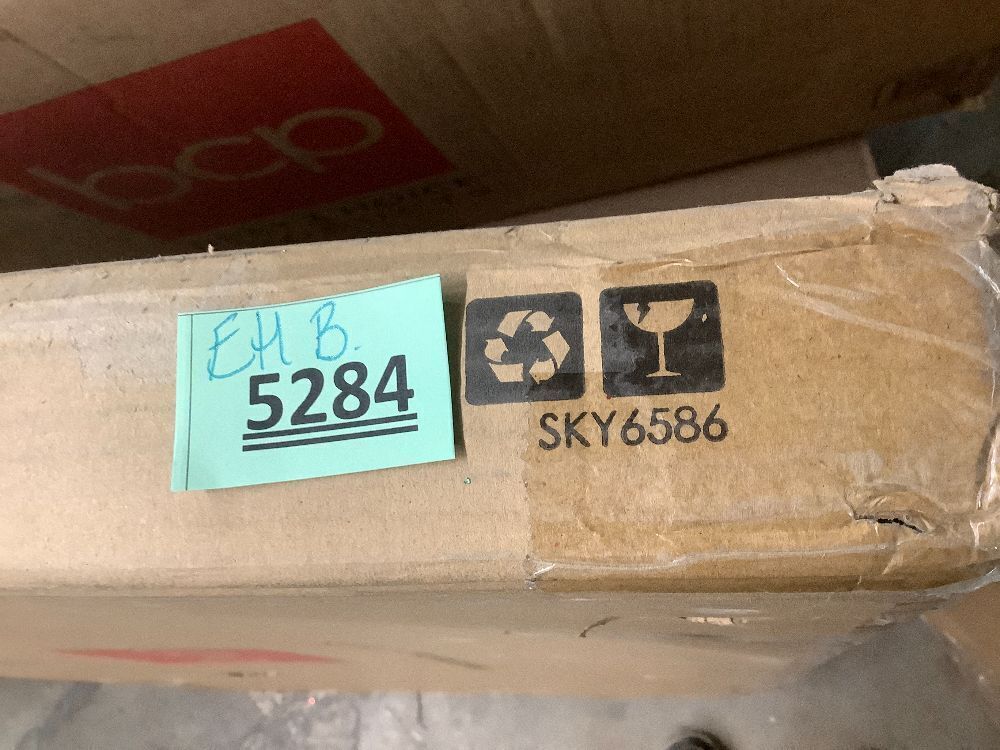 bcp
EH B.
5284
SKY6586